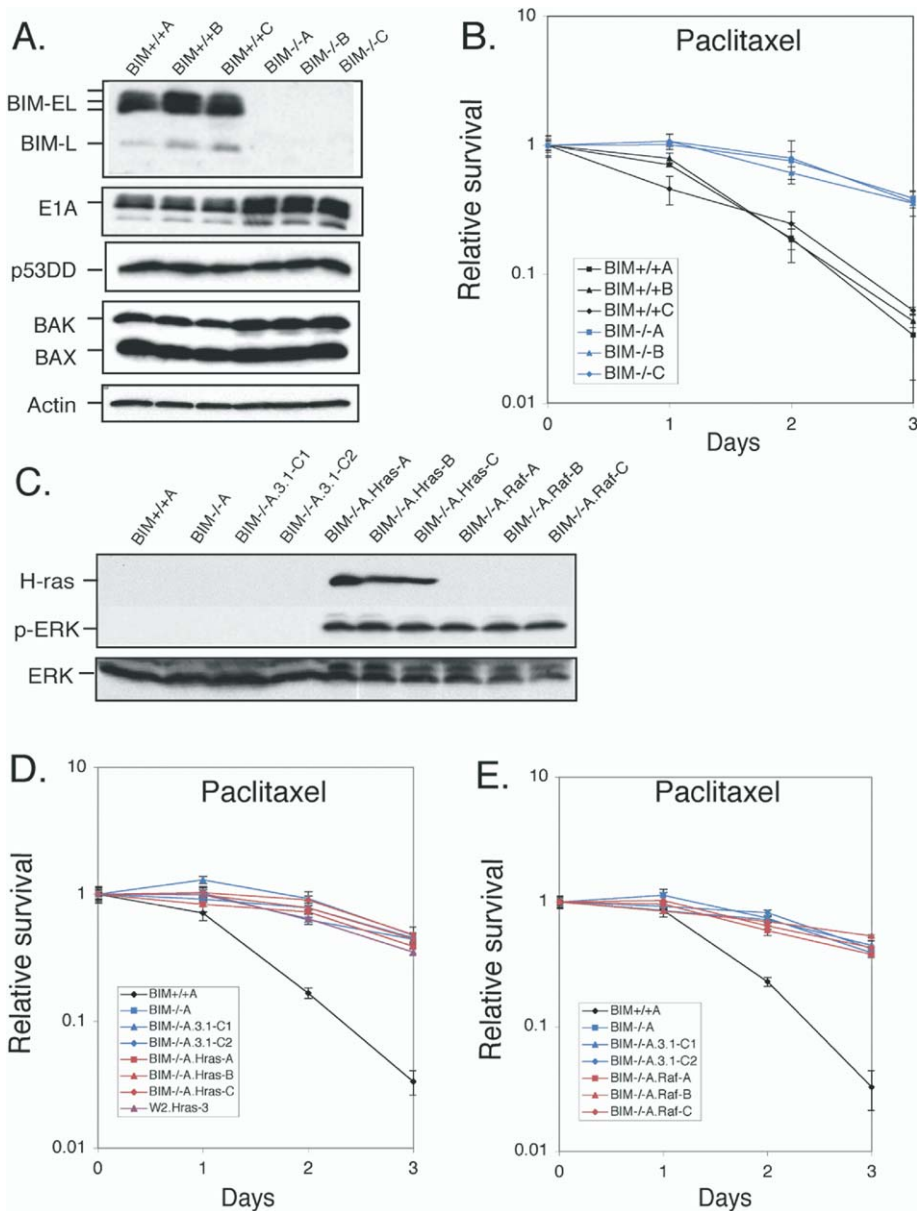 A.
BIM+/+A
BIM+/+B
BIM+/+C
BIM-/-A
BIM-/-B
BIM-/-C
BIM-EL
BIM-L
E1A
p53DD
BAK
BAX
Actin
B.
Paclitaxel
Relative survival
10
1
0.1
0.01
BIM+/+A
BIM+/+B
BIM+/+C
BIM-/-A
BIM-/-B
BIM-/-C
0
1
2
3
Days
C.
BIM+/+A
BIM-/-A
BIM-/-A.3.1-C1
BIM-/-A.3.1-C2
BIM-/-A.Hras-A
BIM-/-A.Hras-B
BIM-/-A.Hras-C
BIM-/-A.Raf-A
BIM-/-A.Raf-B
BIM-/-A.Raf-C
H-ras
p-ERK
ERK
D.
Paclitaxel
Relative survival
10
1
0.1
0.01
BIM+/+A
BIM-/-A
BIM-/-A.3.1-C1
BIM-/-A.3.1-C2
BIM-/-A.Hras-A
BIM-/-A.Hras-B
BIM-/-A.Hras-C
W2.Hras-3
0
1
2
3
Days
E.
Paclitaxel
Relative survival
10
1
0.1
0.01
BIM+/+A
BIM-/-A
BIM-/-A.3.1-C1
BIM-/-A.3.1-C2
BIM-/-A.Raf-A
BIM-/-A.Raf-B
BIM-/-A.Raf-C
0
1
2
3
Days